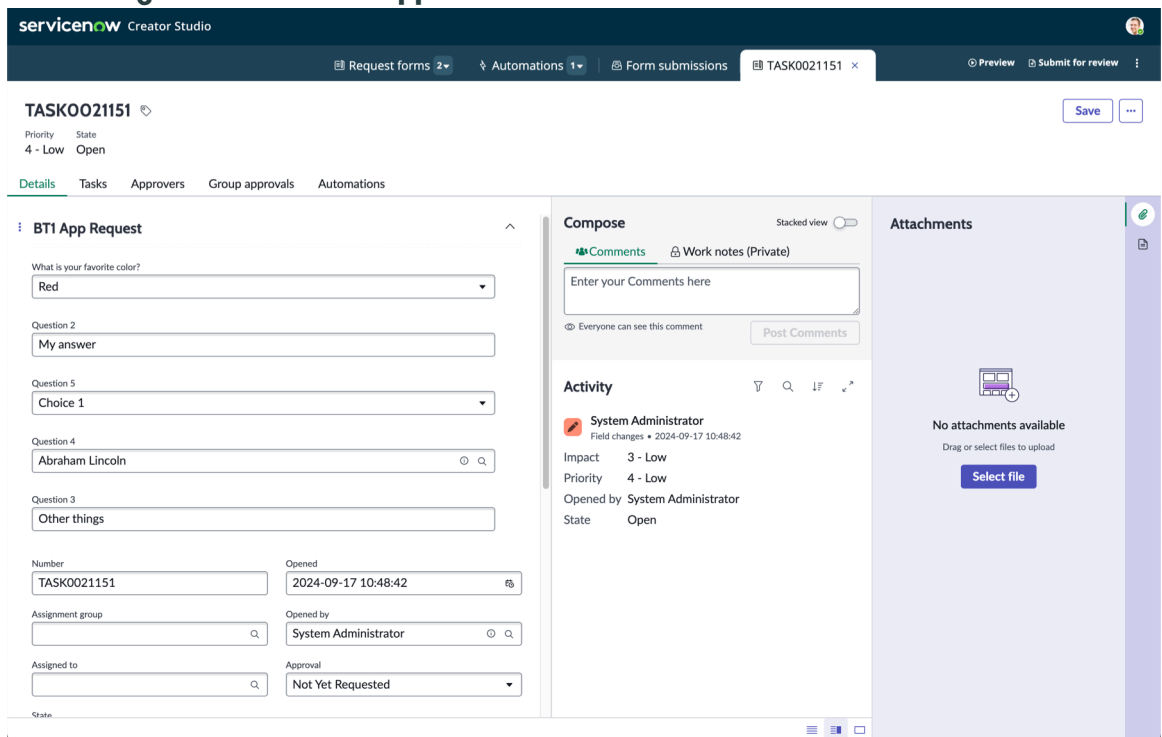 servicenow Creator Studio
Request forms 2
Automations 1
Form submissions
TASK0021151 ×
Preview
Submit for review
TASK0021151
Save
...
Priority State
4 - Low Open
Details Tasks Approvers Group approvals Automations
BT1 App Request
What is your favorite color?
Red
Question 2
My answer
Question 5
Choice 1
Question 4
Abraham Lincoln
Question 3
Other things
Number
TASK0021151
Opened
2024-09-17 10:48:42
Assignment group
Opened by
System Administrator
Assigned to
Approval
Not Yet Requested
State
Compose
Stacked view
Comments Work notes (Private)
Enter your Comments here
Everyone can see this comment
Post Comments
Activity
System Administrator
Field changes • 2024-09-17 10:48:42
Impact 3 - Low
Priority 4 - Low
Opened by System Administrator
State Open
Attachments
No attachments available
Drag or select files to upload
Select file